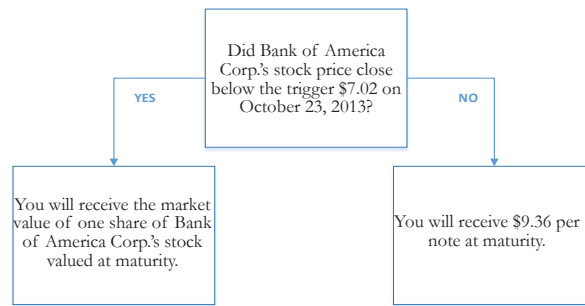 Did Bank of America
Corp.'s stock price close
below the trigger $7.02 on
October 23, 2013?
YES
NO
You will receive the market
value of one share of Bank
of America Corp.'s stock
valued at maturity.
You will receive $9.36 per
note at maturity.